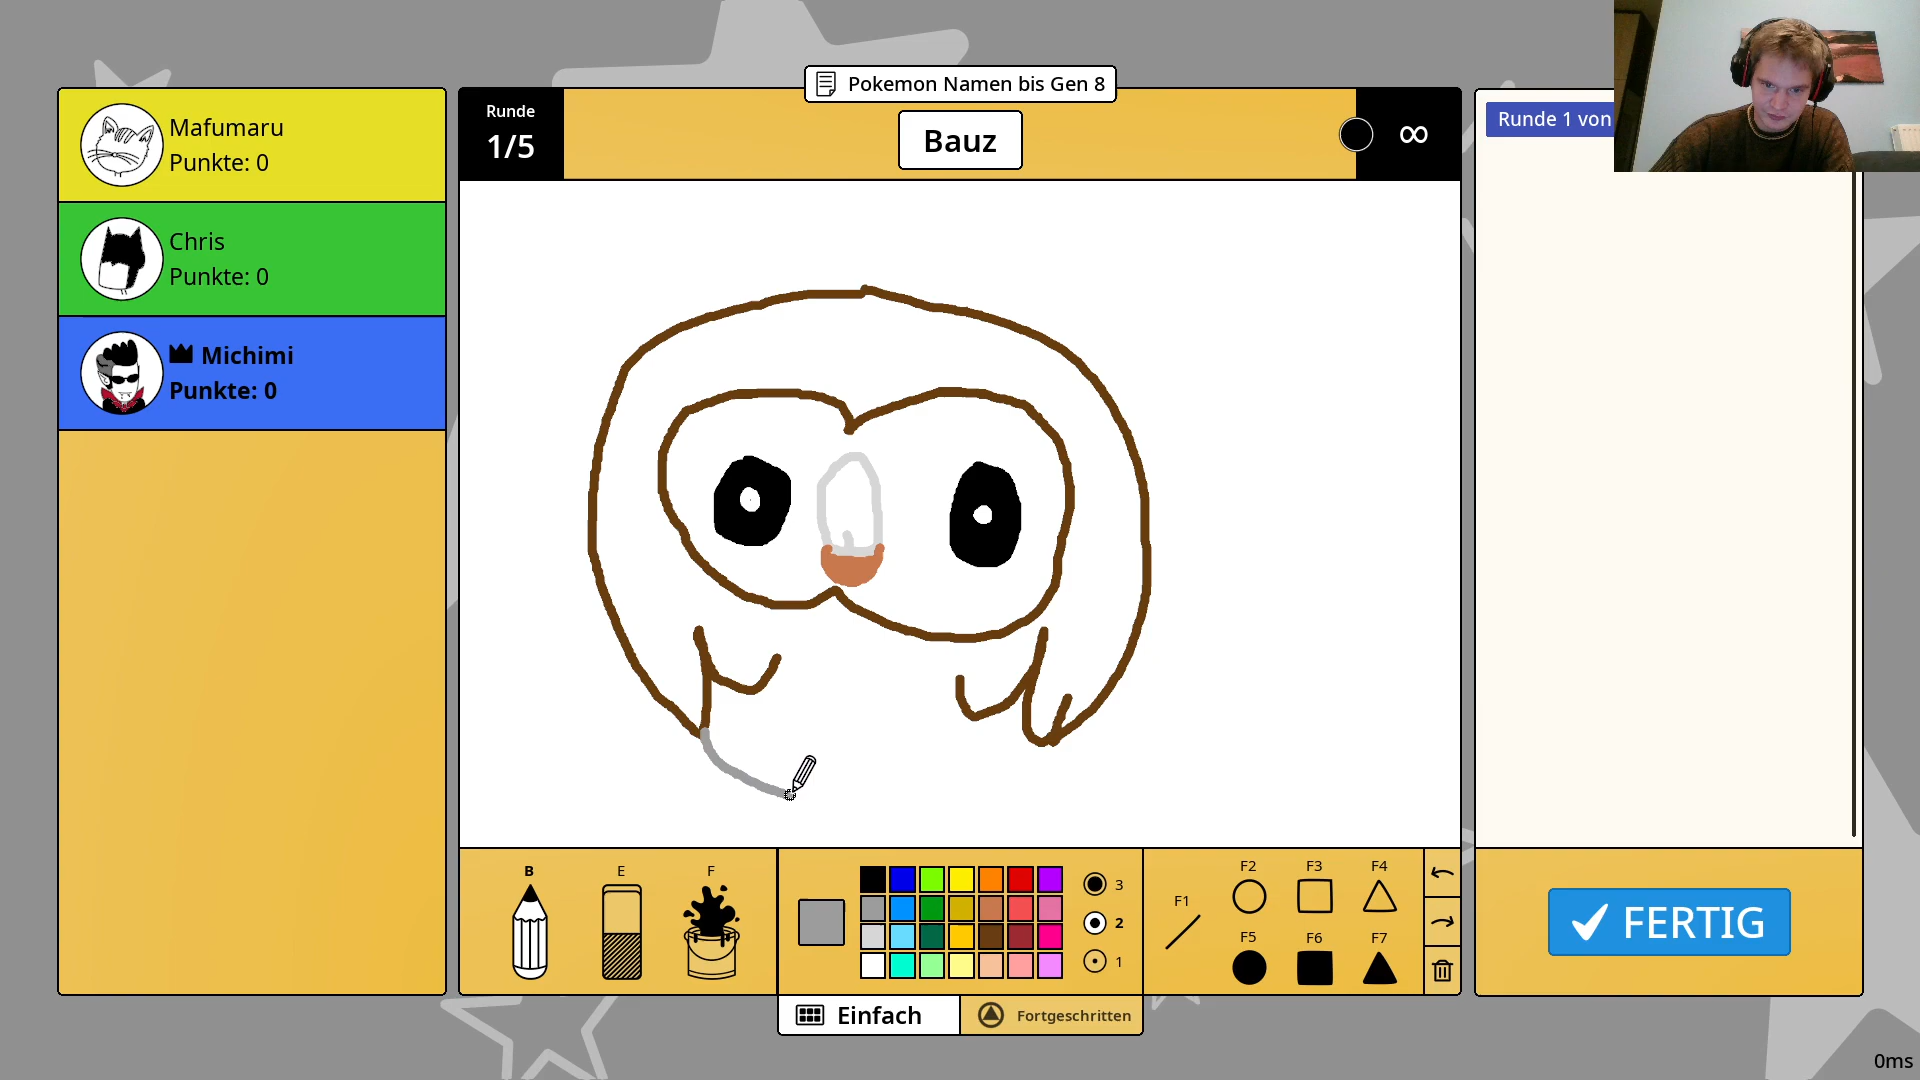 Pokemon Namen bis Gen 8
Mafumaru
Punkte: 0
Chris
Punkte: 0
Michimi
Punkte: 0
Runde
1/5
Bauz
∞
Runde 1 von
B
E
F
3
2
1
F1
F2
F3
F4
F5
F6
F7
FERTIG
Einfach
Fortgeschritten
0ms